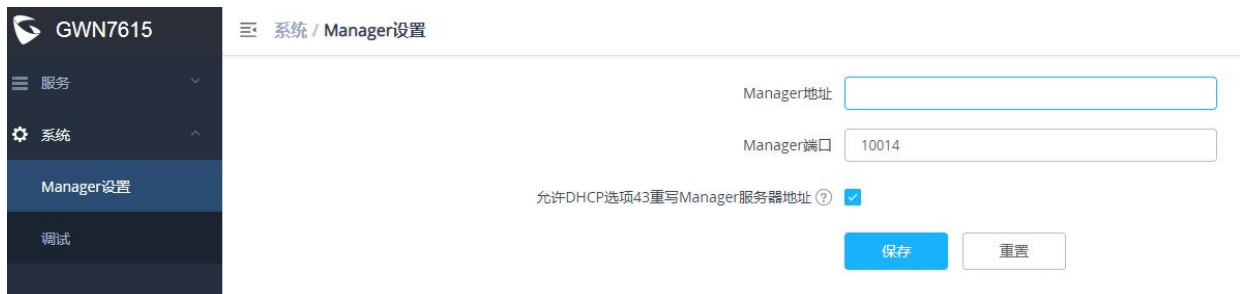 GWN7615
系统 / Manager设置
服务
Manager地址
系统
Manager端口 10014
Manager设置
允许DHCP选项43重写Manager服务器地址 ?
调试
保存 重置